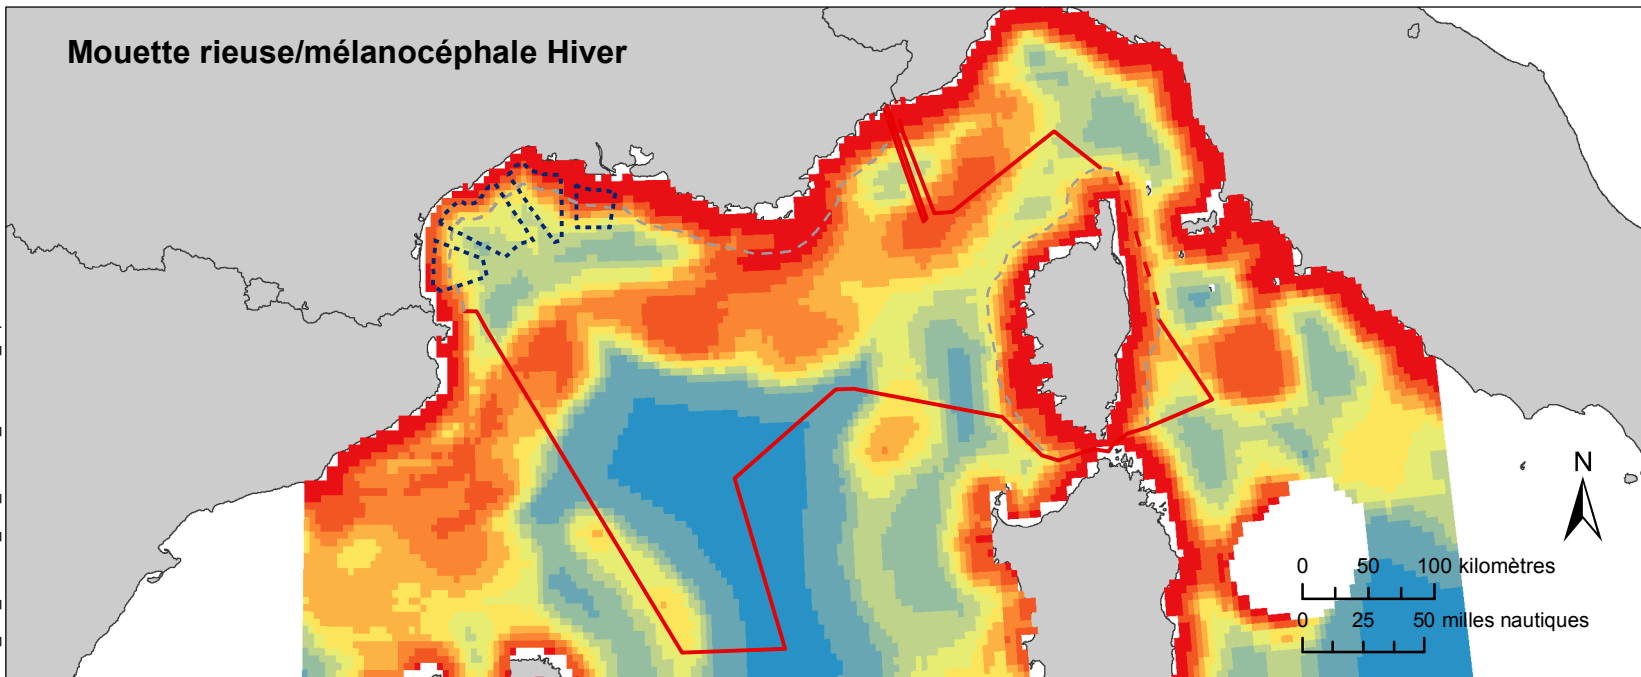 Mouette rieuse/mélanocéphale Hiver
N
0 50 100 kilomètres
0 25 50 milles nautiques